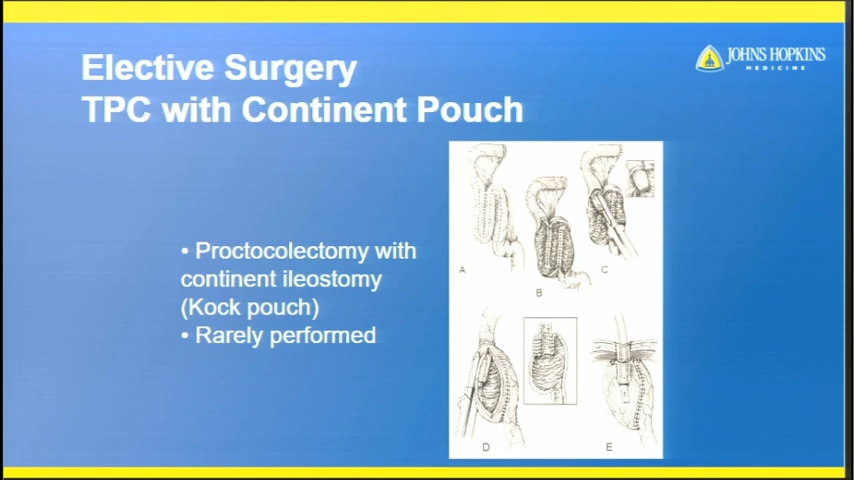 Elective Surgery
TPC with Continent Pouch
JOHNS HOPKINS
MEDICINE
• Proctocolectomy with
continent ileostomy
(Kock pouch)
• Rarely performed
A
B
C
D
E